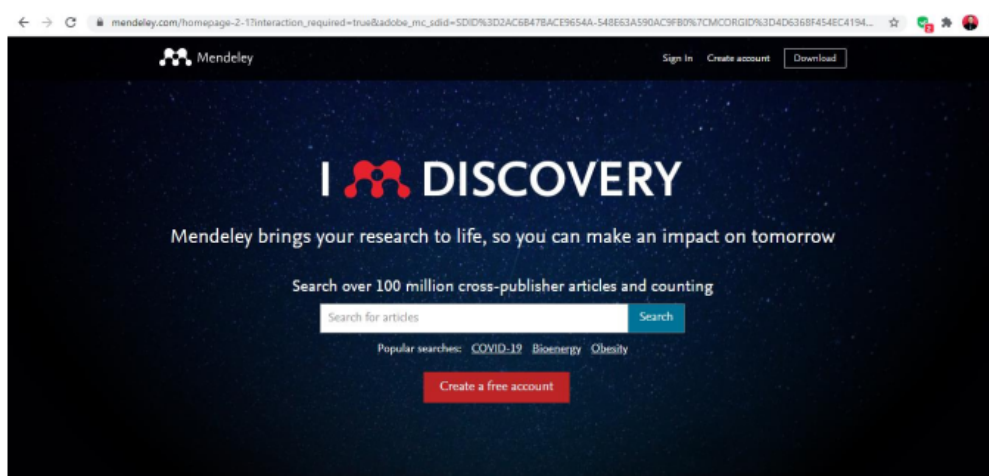 mendeley.com/homepage-2-1?interaction_required=true&adobe_mc_sdid=SDID%3D2AC6B47BACE9654A-548E63A590AC9FB0%7CMCORGID%3D4D6368F454EC4194...
Mendeley
Sign In Create account Download
I DISCOVERY
Mendeley brings your research to life, so you can make an impact on tomorrow
Search over 100 million cross-publisher articles and counting
Search for articles Search
Popular searches: COVID-19 Bioenergy Obesity
Create a free account